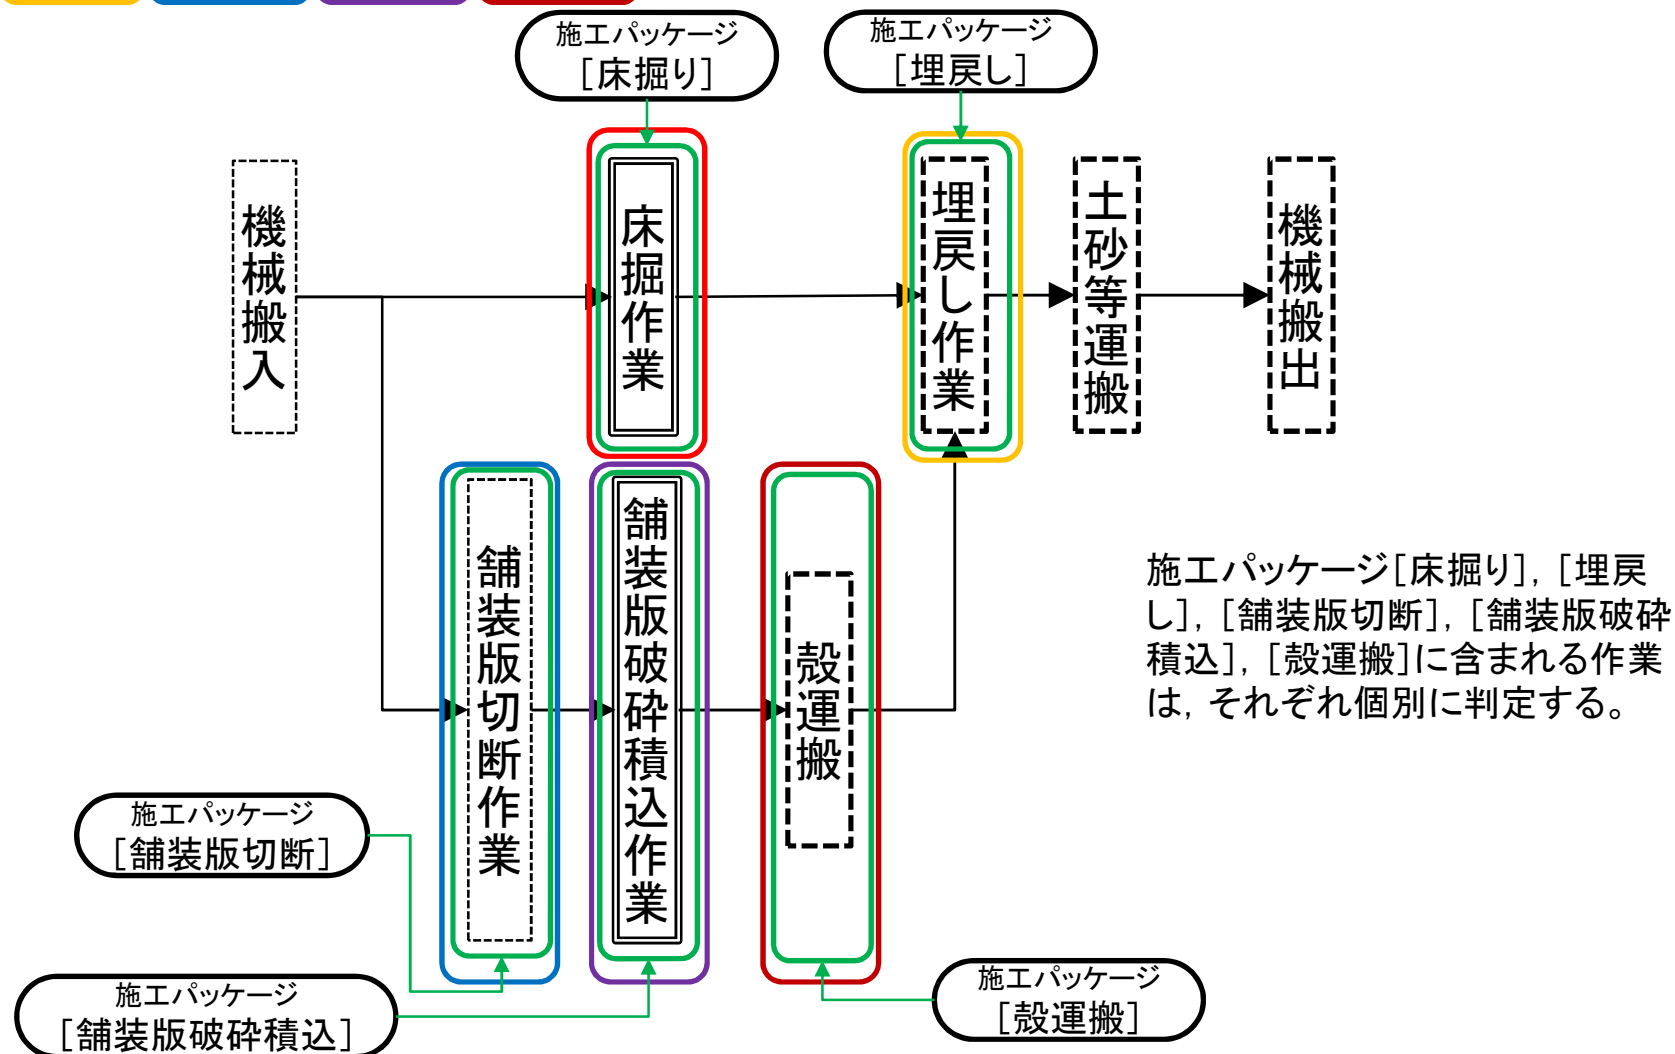 施工パッケージ
[床掘り]
施工パッケージ
[埋戻し]
機械搬入
床掘作業
埋戻し作業
土砂等運搬
機械搬出
舗装版切断作業
舗装版破砕積込作業
殻運搬
施工パッケージ[床掘り],[埋戻
し],[舗装版切断],[舗装版破砕
積込],[殻運搬]に含まれる作業
は,それぞれ個別に判定する。
施工パッケージ
[舗装版切断]
施工パッケージ
[舗装版破砕積込]
施工パッケージ
[殻運搬]